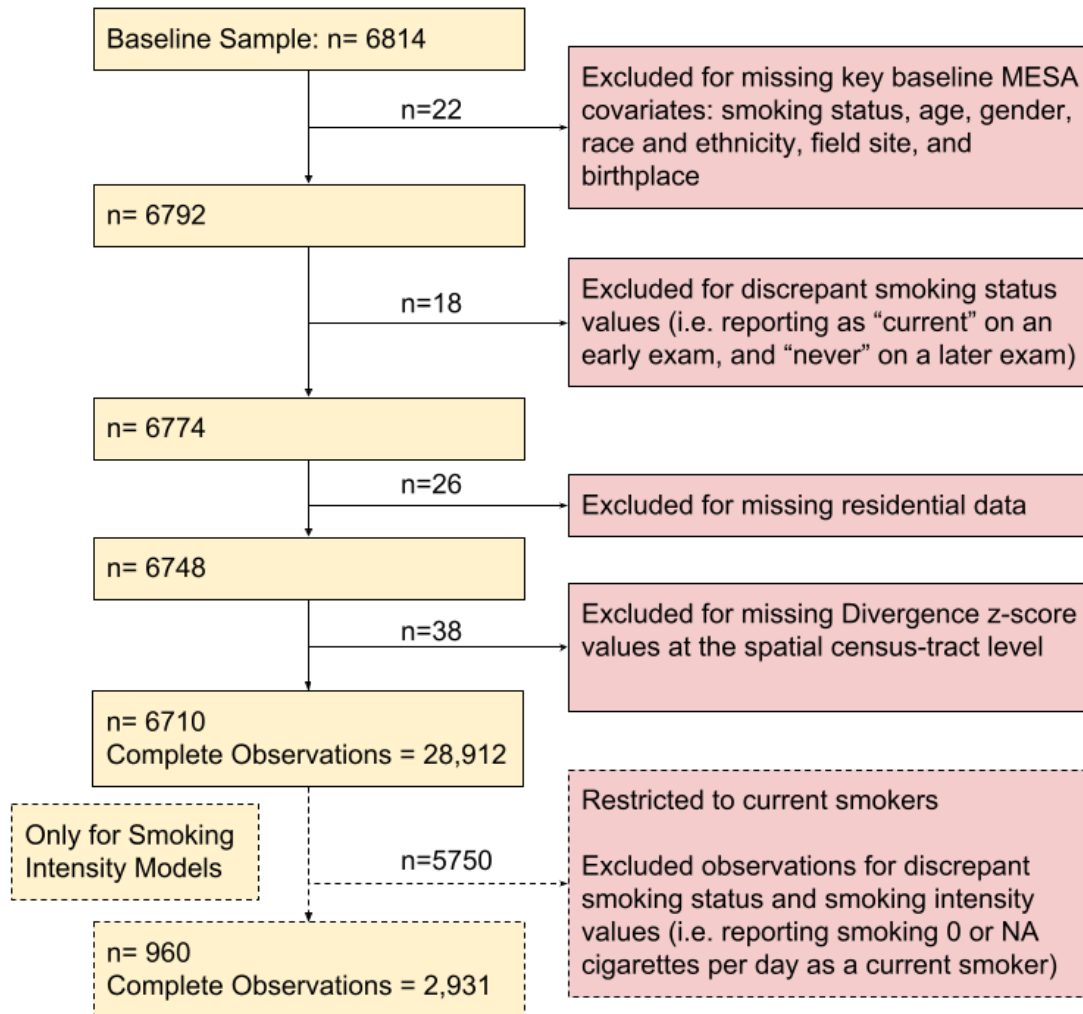 Baseline Sample: n= 6814
n=22
Excluded for missing key baseline MESA
covariates: smoking status, age, gender,
race and ethnicity, field site, and
birthplace
n= 6792
n=18
Excluded for discrepant smoking status
values (i.e. reporting as “current” on an
early exam, and “never” on a later exam)
n= 6774
n=26
Excluded for missing residential data
n= 6748
n=38
Excluded for missing Divergence z-score
values at the spatial census-tract level
n= 6710
Complete Observations = 28,912
Only for Smoking
Intensity Models
n=5750
Restricted to current smokers
Excluded observations for discrepant
smoking status and smoking intensity
values (i.e. reporting smoking 0 or NA
cigarettes per day as a current smoker)
n= 960
Complete Observations = 2,931